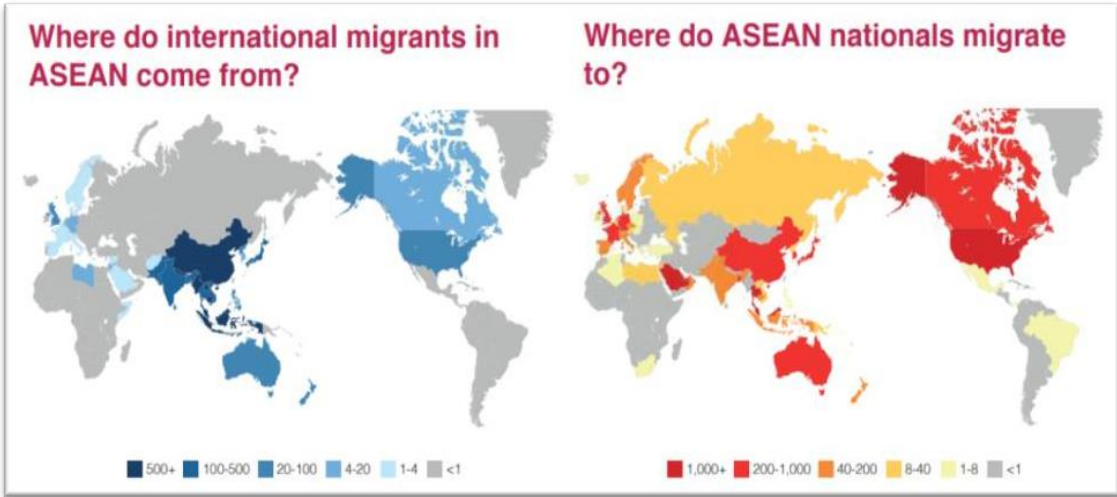 Where do international migrants in
ASEAN come from?
Where do ASEAN nationals migrate
to?
500+ 100-500 20-100 4-20 1-4 <1
1,000+ 200-1,000 40-200 8-40 1-8 <1